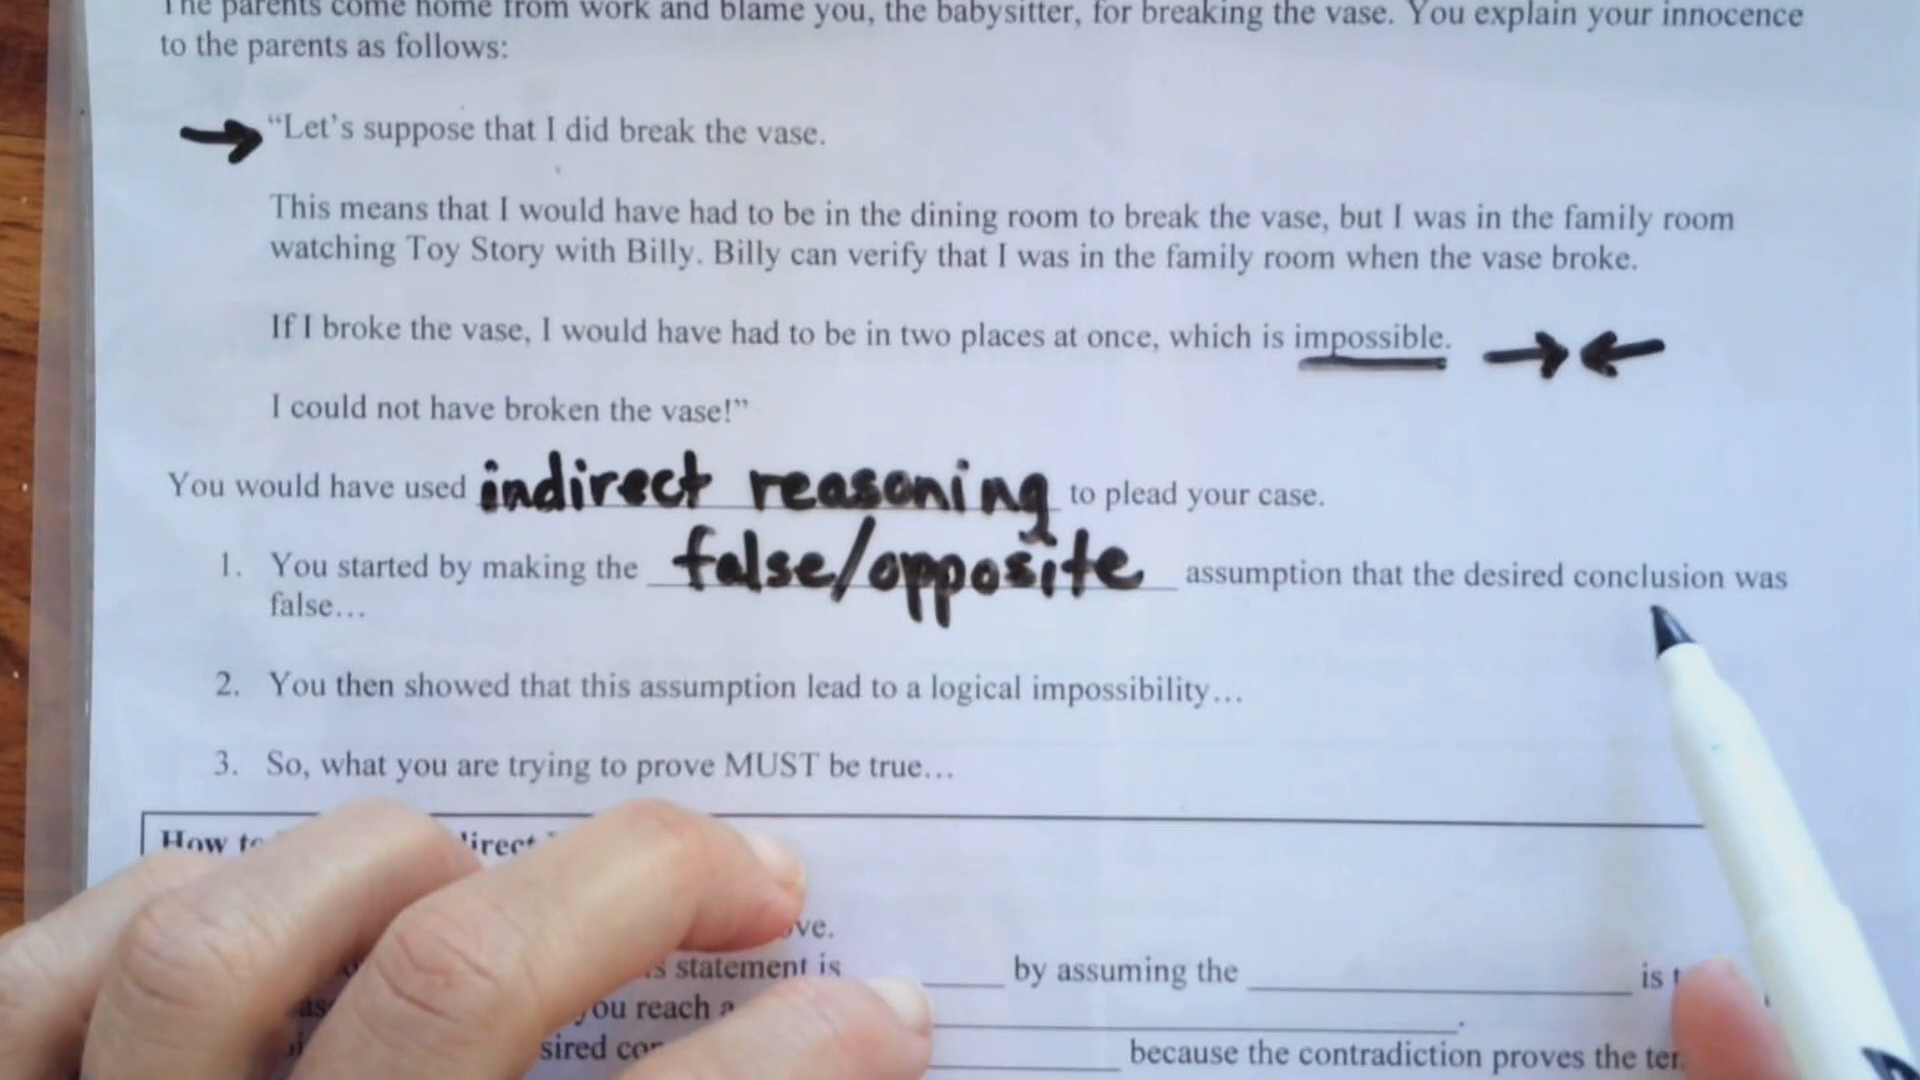 The parents come home from work and blame you, the babysitter, for breaking the vase. You explain your innocence
to the parents as follows:
“Let’s suppose that I did break the vase.
This means that I would have had to be in the dining room to break the vase, but I was in the family room
watching Toy Story with Billy. Billy can verify that I was in the family room when the vase broke.
If I broke the vase, I would have had to be in two places at once, which is impossible.
I could not have broken the vase!”
You would have used indirect reasoning to plead your case.
1. You started by making the false/opposite assumption that the desired conclusion was
false…
2. You then showed that this assumption lead to a logical impossibility…
3. So, what you are trying to prove MUST be true…
How
statement is by assuming the is
you reach a
because the contradiction proves the